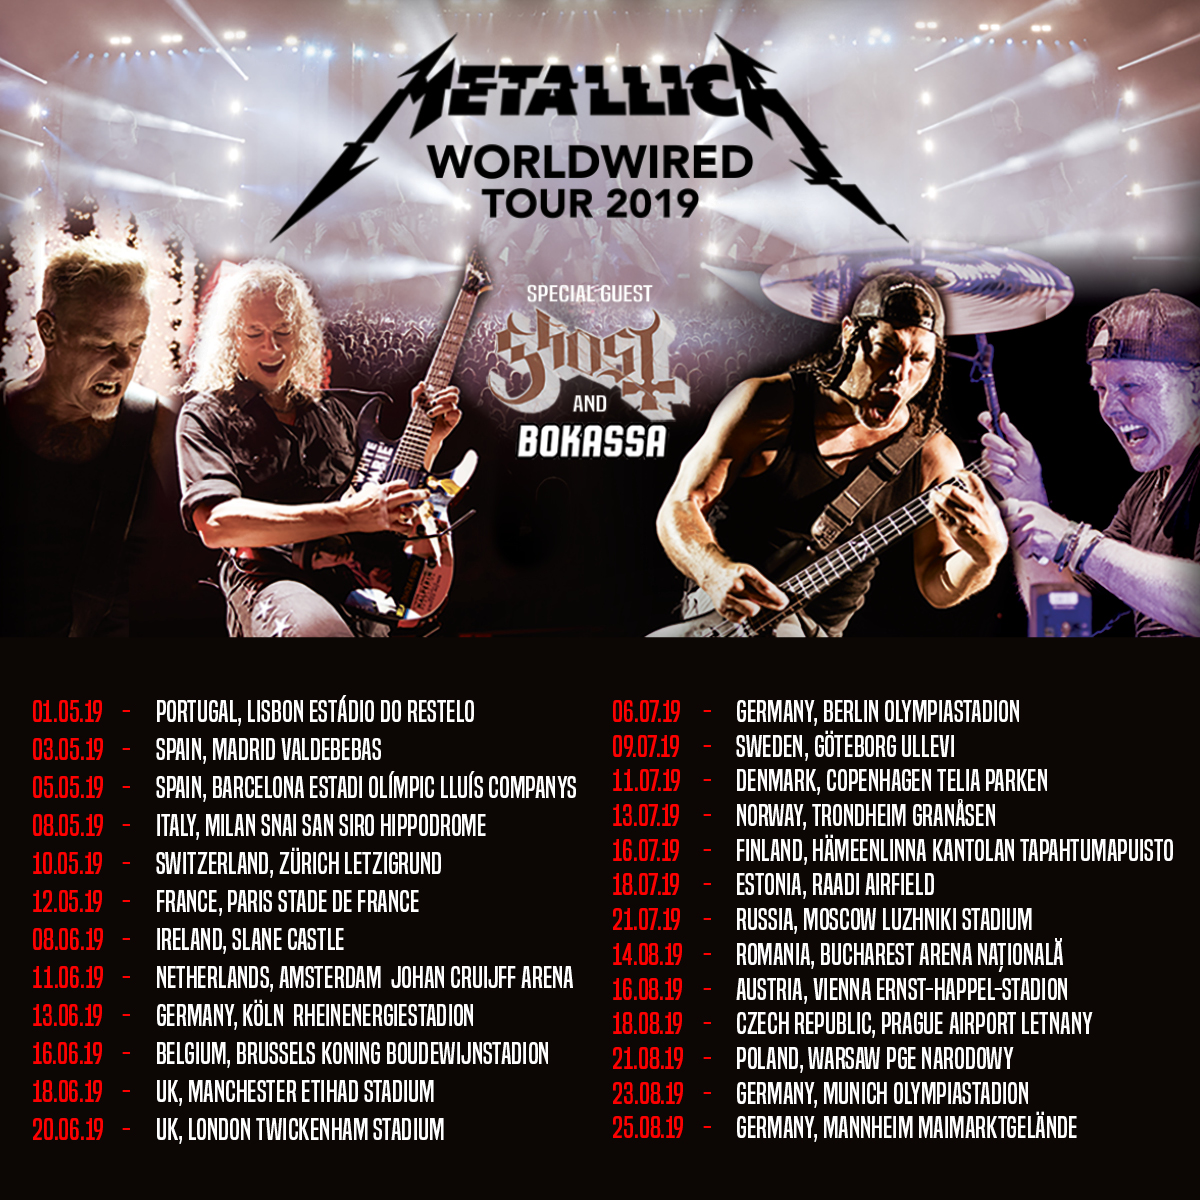 METALLICA
WORLDWIRED
TOUR 2019
SPECIAL GUEST
Ghost
AND
BOKASSA
WHITE
01.05.19 - PORTUGAL, LISBON ESTÁDIO DO RESTELO
03.05.19 - SPAIN, MADRID VALDEBEBAS
05.05.19 - SPAIN, BARCELONA ESTADI OLÍMPIC LLUÍS COMPANYS
08.05.19 - ITALY, MILAN SNAI SAN SIRO HIPPODROME
10.05.19 - SWITZERLAND, ZÜRICH LETZIGRUND
12.05.19 - FRANCE, PARIS STADE DE FRANCE
08.06.19 - IRELAND, SLANE CASTLE
11.06.19 - NETHERLANDS, AMSTERDAM JOHAN CRUIJFF ARENA
13.06.19 - GERMANY, KÖLN RHEINENERGIESTADION
16.06.19 - BELGIUM, BRUSSELS KONING BOUDEWIJNSTADION
18.06.19 - UK, MANCHESTER ETIHAD STADIUM
20.06.19 - UK, LONDON TWICKENHAM STADIUM
06.07.19 - GERMANY, BERLIN OLYMPIASTADION
09.07.19 - SWEDEN, GÖTEBORG ULLEVI
11.07.19 - DENMARK, COPENHAGEN TELIA PARKEN
13.07.19 - NORWAY, TRONDHEIM GRANÅSEN
16.07.19 - FINLAND, HÄMEENLINNA KANTOLAN TAPAHTUMAPUISTO
18.07.19 - ESTONIA, RAADI AIRFIELD
21.07.19 - RUSSIA, MOSCOW LUZHNIKI STADIUM
14.08.19 - ROMANIA, BUCHAREST ARENA NAȚIONALĂ
16.08.19 - AUSTRIA, VIENNA ERNST-HAPPEL-STADION
18.08.19 - CZECH REPUBLIC, PRAGUE AIRPORT LETNANY
21.08.19 - POLAND, WARSAW PGE NARODOWY
23.08.19 - GERMANY, MUNICH OLYMPIASTADION
25.08.19 - GERMANY, MANNHEIM MAIMARKTGELÄNDE